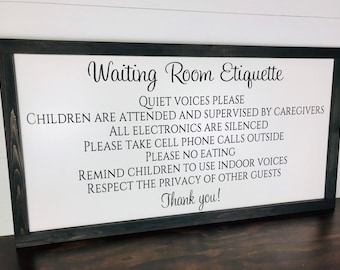 Waiting Room Etiquette
Quiet voices please
Children are attended and supervised by caregivers
All electronics are silenced
Please take cell phone calls outside
Please no eating
Remind children to use indoor voices
Respect the privacy of other guests
Thank you!